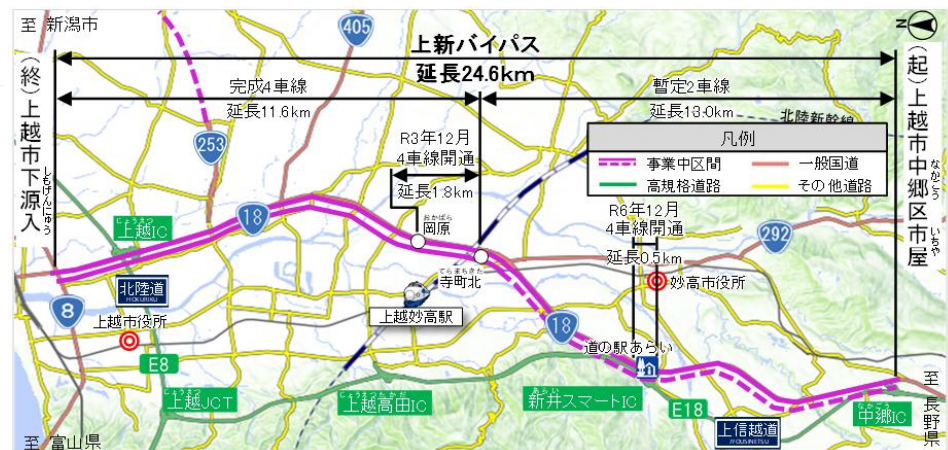 至 新潟市
405
上新バイパス
延長24.6km
N
(終)上越市下源入
しもげんにゅう
(起)上越市中郷区市屋
なかごう
いちや
完成4車線
延長11.6km
暫定2車線
延長13.0km
北陸新幹線
凡例
事業中区間
一般国道
高規格道路
その他道路
253
R3年12月
4車線開通
延長1.8km
おかばら
岡原
18
じょうえつ
上越IC
R6年12月
4車線開通
延長0.5km
292
てらまちきた
寺町北
妙高市役所
北陸道
HOKURIKU
8
上越市役所
上越妙高駅
18
道の駅あらい
E8
じょうえつ
上越JCT
じょうえつたかだ
上越高田IC
あらい
新井スマートIC
E18
上信越道
JOUSHINETSU
なかごう
中郷IC
至 長野県
至 富山県